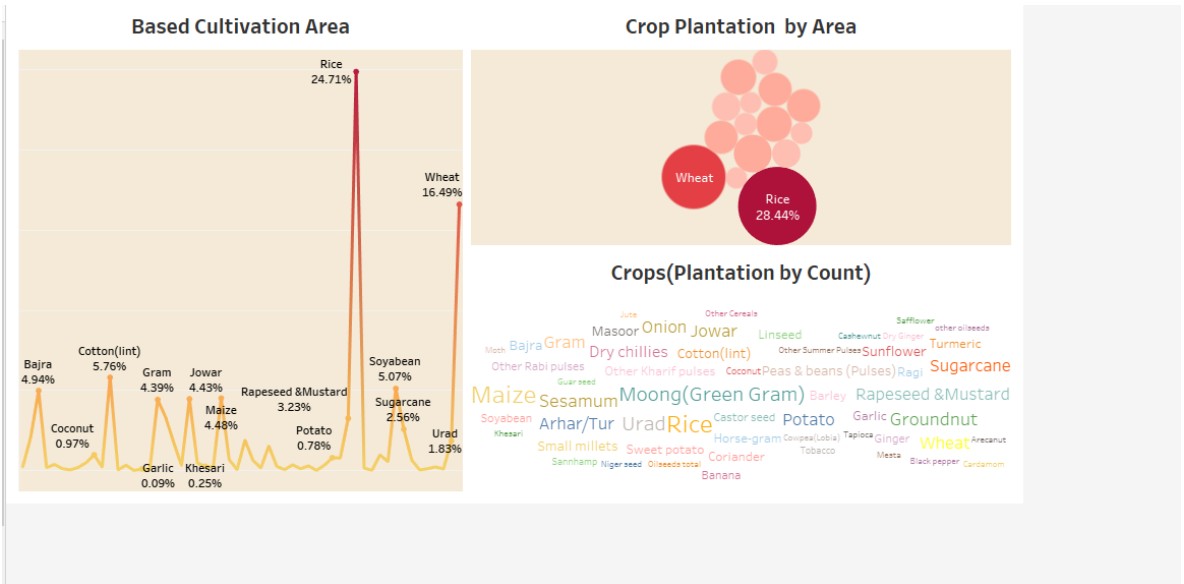 Based Cultivation Area
Rice
24.71%
Wheat
16.49%
Bajra
4.94%
Cotton(lint)
5.76%
Gram
4.39%
Jowar
4.43%
Maize
4.48%
Soyabean
5.07%
Rapeseed &Mustard
3.23%
Sugarcane
2.56%
Coconut
0.97%
Potato
0.78%
Urad
1.83%
Garlic
0.09%
Khesari
0.25%
Crop Plantation by Area
Wheat
Rice
28.44%
Crops(Plantation by Count)
Jute
Other Cereals
Safflower
Masoor
Onion
Jowar
Linseed
Cashewnut
Dry Ginger
other oilseeds
Moth
Bajra
Gram
Dry chillies
Cotton(lint)
Other Summer Pulses
Sunflower
Turmeric
Other Rabi pulses
Other Kharif pulses
Coconut
Peas & beans (Pulses)
Ragi
Sugarcane
Guar seed
Maize
Sesamum
Moong(Green Gram)
Barley
Rapeseed &Mustard
Soyabean
Arhar/Tur
Urad
Rice
Castor seed
Potato
Garlic
Groundnut
Khesari
Horse-gram
Cowpea(Lobia)
Tapioca
Ginger
Wheat
Arecanut
Small millets
Sweet potato
Coriander
Tobacco
Mesta
Black pepper
Cardamom
Sannhamp
Niger seed
Oilseeds total
Banana